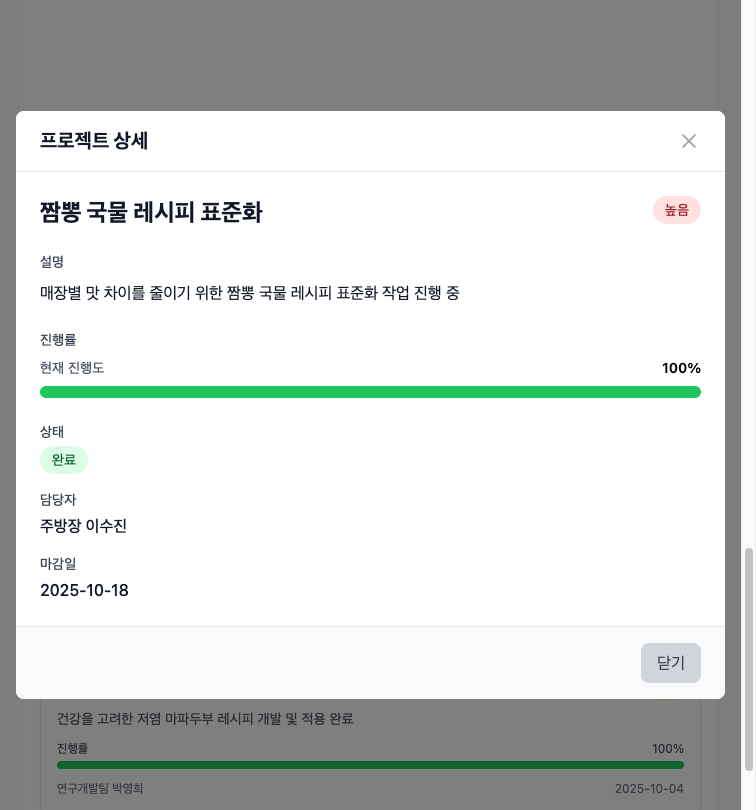 프로젝트 상세
짬뽕 국물 레시피 표준화
높음
설명
매장별 맛 차이를 줄이기 위한 짬뽕 국물 레시피 표준화 작업 진행 중
진행률
현재 진행도
100%
상태
완료
담당자
주방장 이수진
마감일
2025-10-18
닫기
건강을 고려한 저염 마파두부 레시피 개발 및 적용 완료
진행률
100%
연구개발팀 박영희
2025-10-04